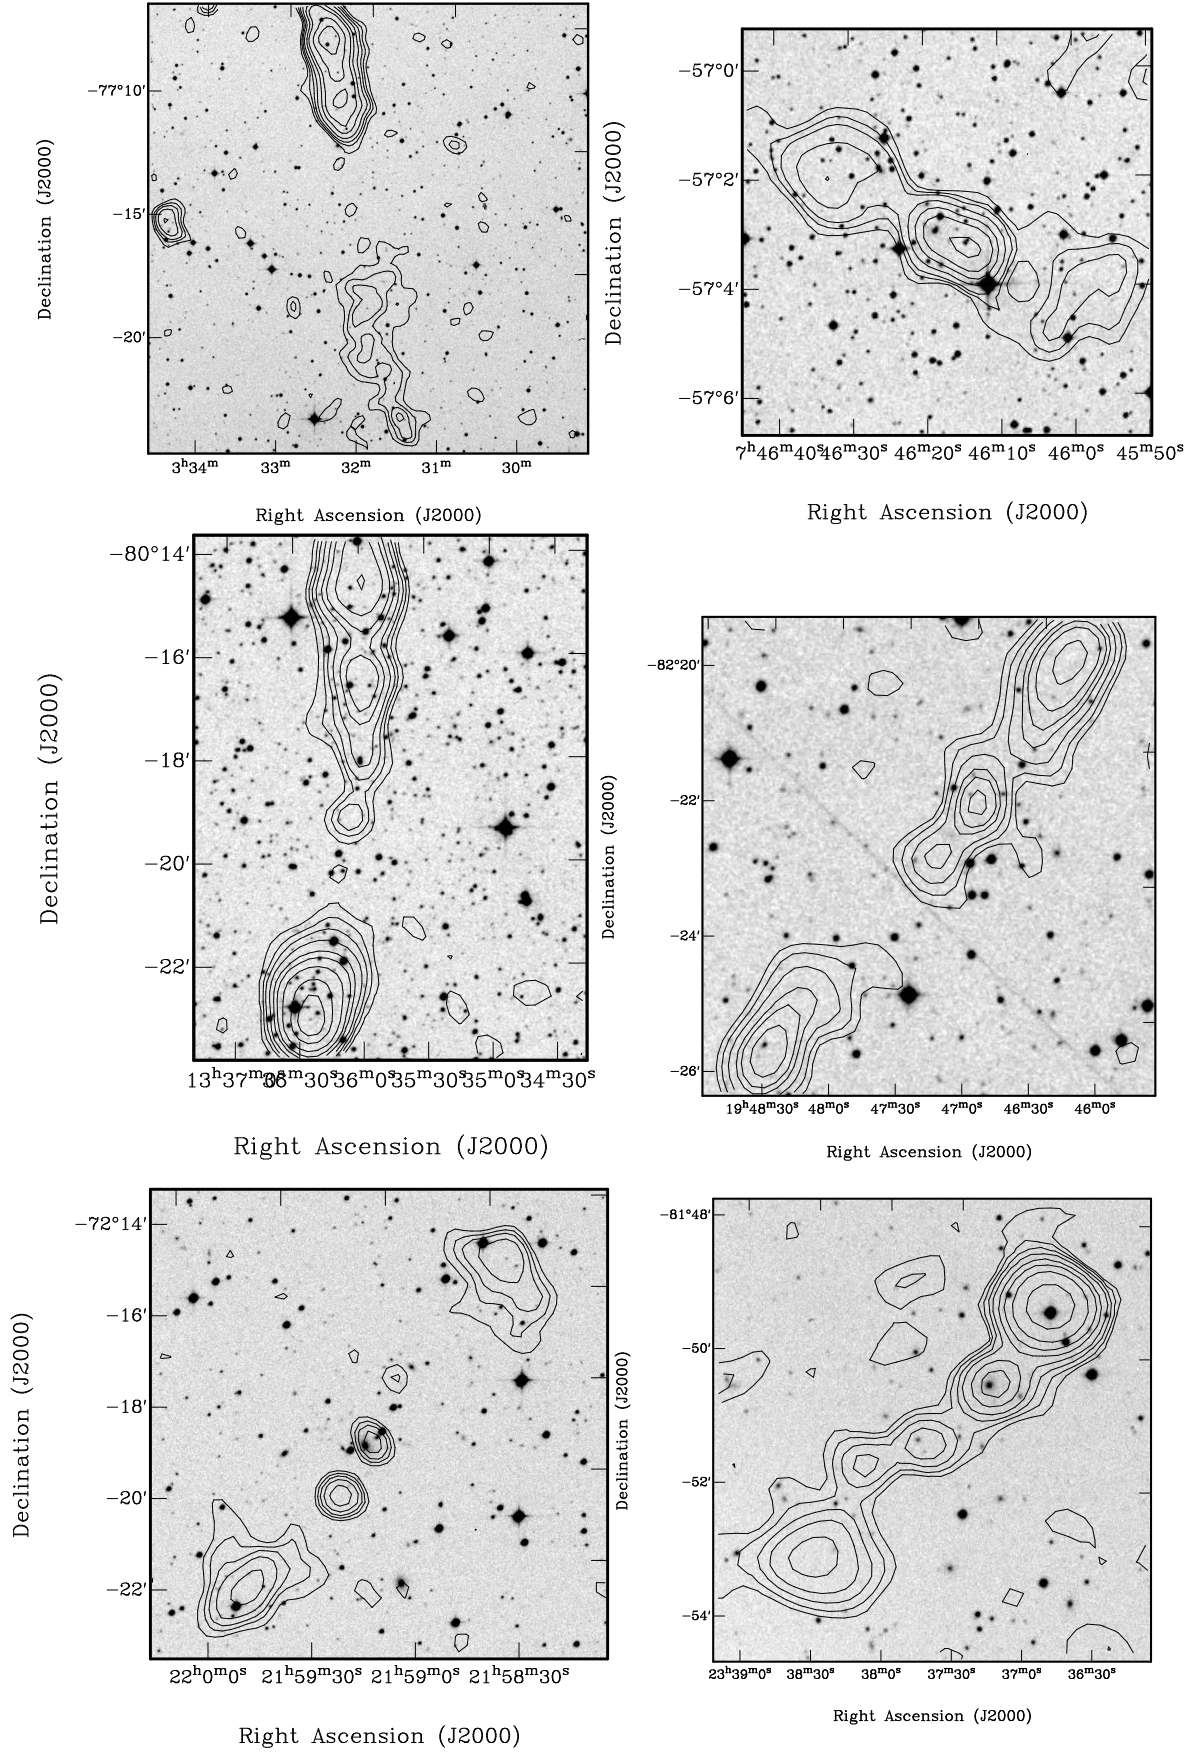 Declination (J2000)
−77°10′
−15′
−20′
3ʰ34ᵐ 33ᵐ 32ᵐ 31ᵐ 30ᵐ
Right Ascension (J2000)
Declination (J2000)
−57°0′
−57°2′
−57°4′
−57°6′
7ʰ46ᵐ40ˢ 46ᵐ30ˢ 46ᵐ20ˢ 46ᵐ10ˢ 46ᵐ0ˢ 45ᵐ50ˢ
Right Ascension (J2000)
Declination (J2000)
−80°14′
−16′
−18′
−20′
−22′
13ʰ37ᵐ 36ᵐ0ˢ 35ᵐ30ˢ 35ᵐ0ˢ 34ᵐ30ˢ
Right Ascension (J2000)
Declination (J2000)
−82°20′
−22′
−24′
−26′
19ʰ48ᵐ30ˢ 48ᵐ0ˢ 47ᵐ30ˢ 47ᵐ0ˢ 46ᵐ30ˢ 46ᵐ0ˢ
Right Ascension (J2000)
Declination (J2000)
−72°14′
−16′
−18′
−20′
−22′
22ʰ0ᵐ0ˢ 21ʰ59ᵐ30ˢ 21ʰ59ᵐ0ˢ 21ʰ58ᵐ30ˢ
Right Ascension (J2000)
Declination (J2000)
−81°48′
−50′
−52′
−54′
23ʰ39ᵐ0ˢ 38ᵐ30ˢ 38ᵐ0ˢ 37ᵐ30ˢ 37ᵐ0ˢ 36ᵐ30ˢ
Right Ascension (J2000)